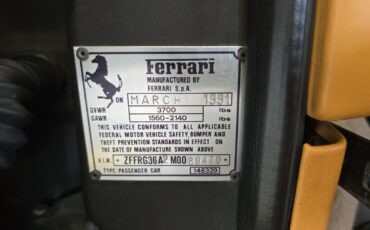 Ferrari
MANUFACTURED BY
FERRARI S.p.A.
ON MARCH 1991
GVWR 3700 lbs
GAWR 1560-2140 lbs
THIS VEHICLE CONFORMS TO ALL APPLICABLE
FEDERAL MOTOR VEHICLE SAFETY BUMPER AND
THEFT PREVENTION STANDARDS IN EFFECT ON
THE DATE OF MANUFACTURE SHOWN ABOVE
V.I.N. ZFFRG36A2M00
TYPE: PASSENGER CAR 148320